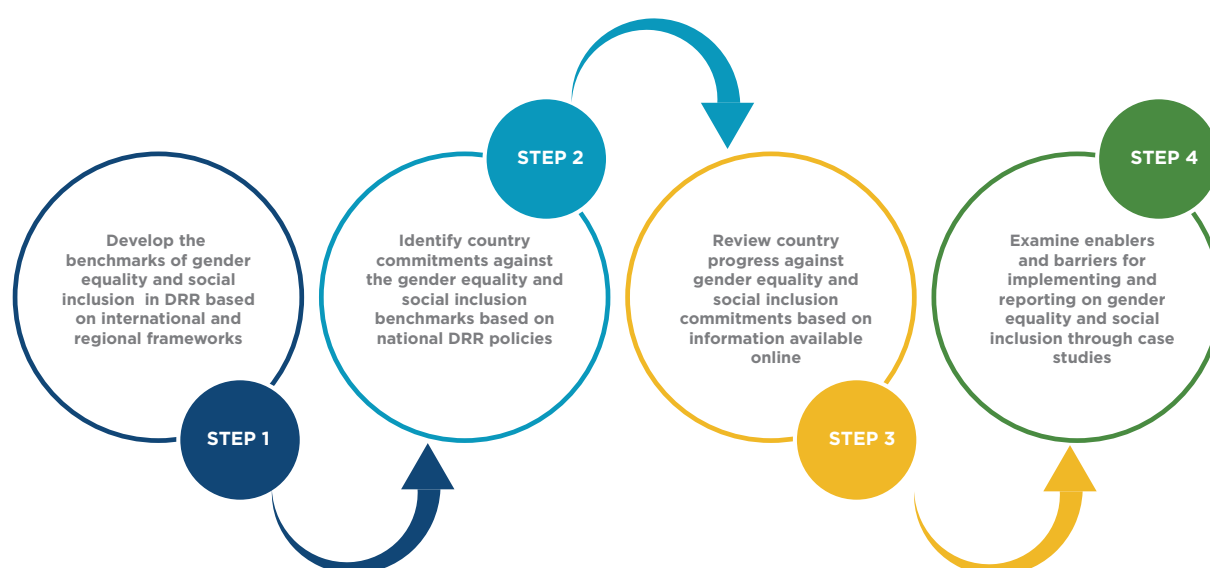 Develop the
benchmarks of gender
equality and social
inclusion in DRR based
on international and
regional frameworks
STEP 1
STEP 2
Identify country
commitments against
the gender equality and
social inclusion
benchmarks based on
national DRR policies
Review country
progress against
gender equality and
social inclusion
commitments based on
information available
online
STEP 3
STEP 4
Examine enablers
and barriers for
implementing and
reporting on gender
equality and social
inclusion through case
studies